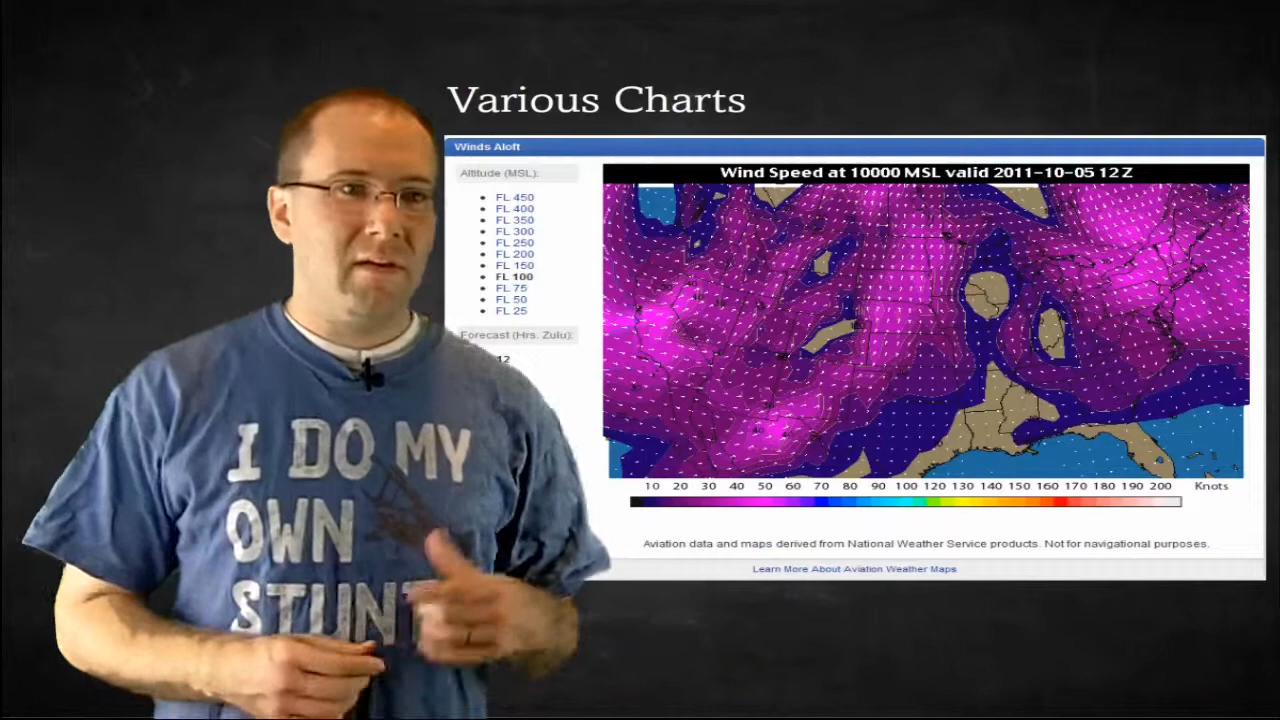 Various Charts
Winds Aloft
Altitude (MSL):
FL 450
FL 400
FL 350
FL 300
FL 250
FL 200
FL 150
FL 100
FL 75
FL 50
FL 25
Forecast (Hrs. Zulu):
12
Wind Speed at 10000 MSL valid 2011-10-05 12 Z
10 20 30 40 50 60 70 80 90 100 110 120 130 140 150 160 170 180 190 200 Knots
Aviation data and maps derived from National Weather Service products. Not for navigational purposes.
Learn More About Aviation Weather Maps
I DO MY
OWN
STUNT